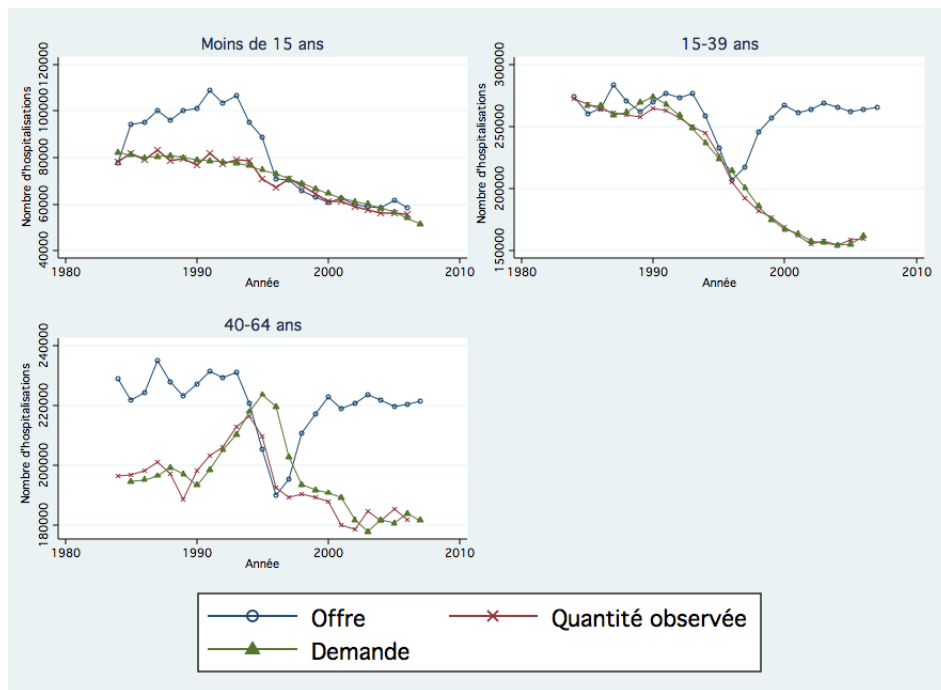 Moins de 15 ans
Nombre d'hospitalisations
120000
100000
80000
60000
40000
1980 1990 2000 2010
Année
15-39 ans
Nombre d'hospitalisations
300000
250000
200000
150000
1980 1990 2000 2010
Année
40-64 ans
Nombre d'hospitalisations
240000
220000
200000
180000
1980 1990 2000 2010
Année
Offre Quantité observée
Demande